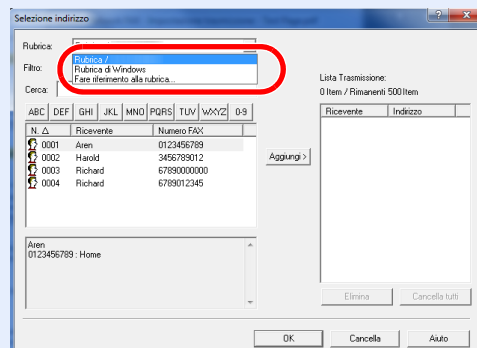 Selezione indirizzo
Rubrica:
Rubrica /
Rubrica di Windows
Fare riferimento alla rubrica...
Filtro:
Cerca:
ABC DEF GHI JKL MNO PQRS TUV WXYZ 0-9
N. △ Ricevente Numero FAX
0001 Aren 0123456789
0002 Harold 3456789012
0003 Richard 67890000000
0004 Richard 6789012345
Aggiungi >
Lista Trasmissione:
0 Item / Rimanenti 500 Item
Ricevente Indirizzo
Aren
0123456789 : Home
Elimina Cancella tutti
OK Cancella Aiuto